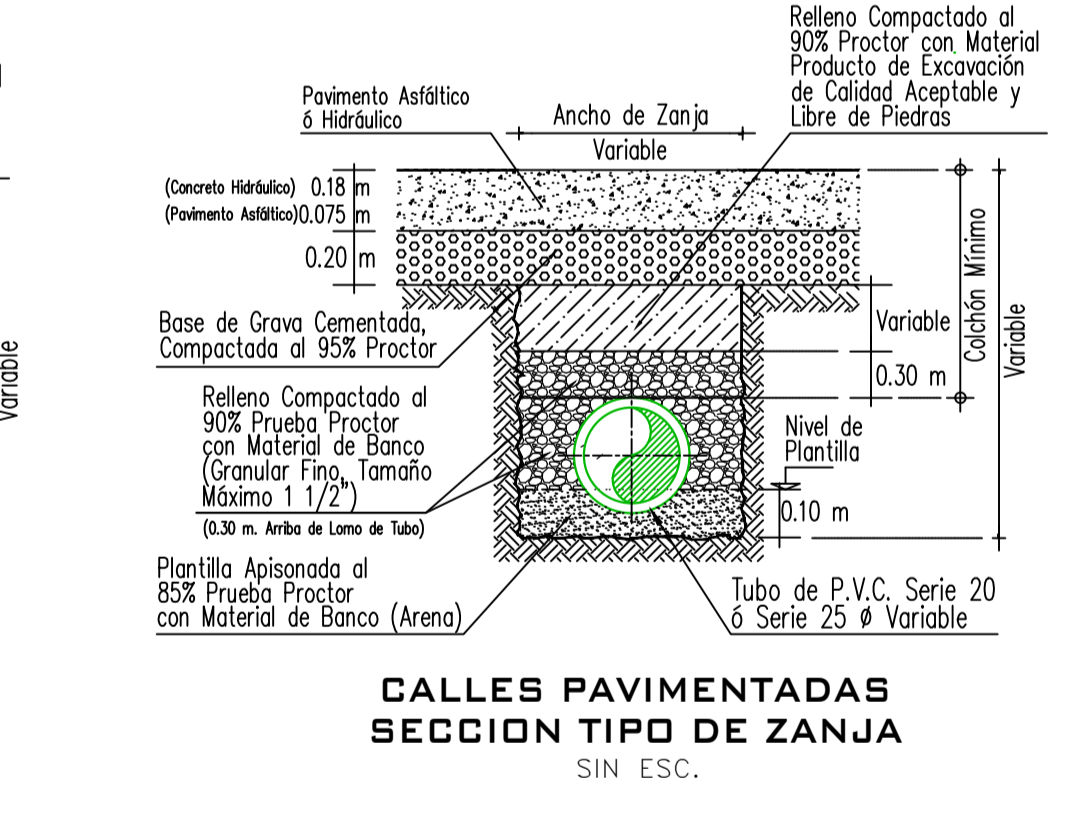 Relleno Compactado al
90% Proctor con Material
Producto de Excavación
de Calidad Aceptable y
Libre de Piedras
Pavimento Asfáltico
ó Hidráulico
Ancho de Zanja
Variable
(Concreto Hidráulico) 0.18 m
(Pavimento Asfáltico)0.075 m
0.20 m
Base de Grava Cementada,
Compactada al 95% Proctor
Variable
0.30 m
Colchón Mínimo
Variable
Variable
Relleno Compactado al
90% Prueba Proctor
con Material de Banco
(Granular Fino, Tamaño
Máximo 1 1/2")
(0.30 m. Arriba de Lomo de Tubo)
Nivel de
Plantilla
0.10 m
Plantilla Apisonada al
85% Prueba Proctor
con Material de Banco (Arena)
Tubo de P.V.C. Serie 20
ó Serie 25 ø Variable
CALLES PAVIMENTADAS
SECCION TIPO DE ZANJA
SIN ESC.